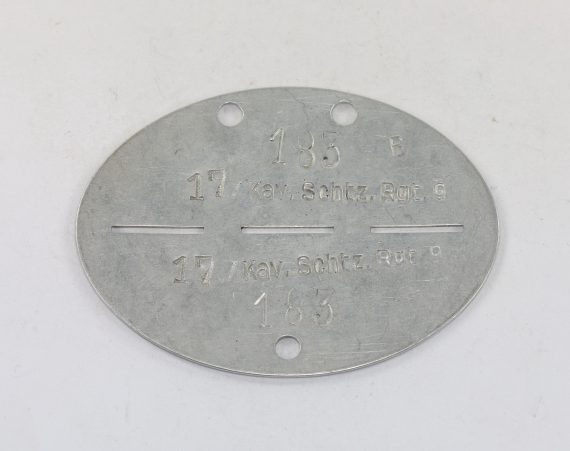 183 B
17/Kav. Schtz. Rgt. 9
17/Kav. Schtz. Rgt. 9
183